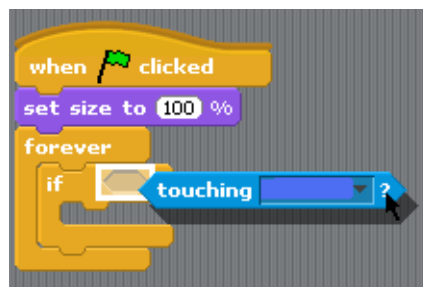 when clicked
set size to 100 %
forever
if touching ?